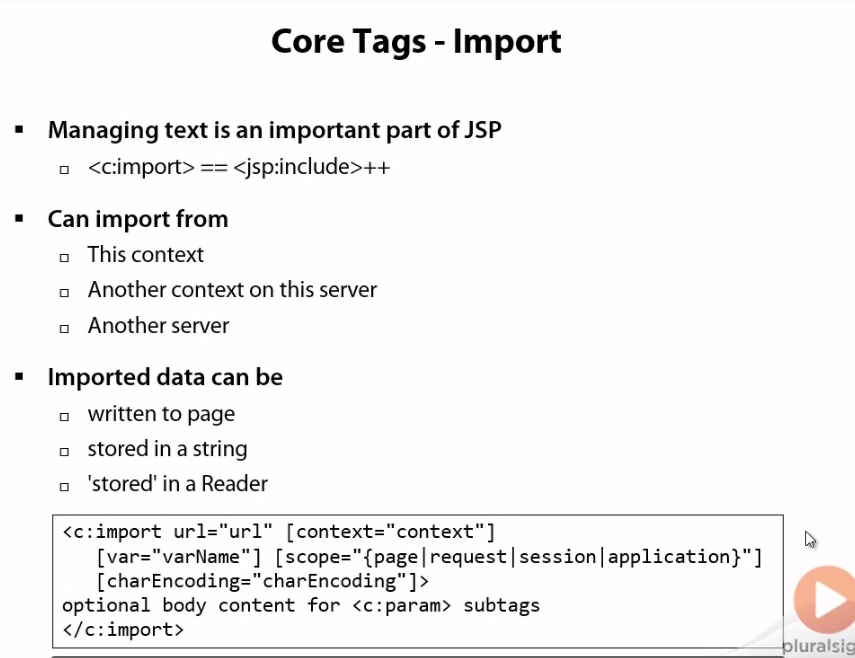 Core Tags - Import
Managing text is an important part of JSP
<c:import> == <jsp:include>++
Can import from
This context
Another context on this server
Another server
Imported data can be
written to page
stored in a string
'stored' in a Reader
<c:import url="url" [context="context"]
[var="varName"] [scope="{page|request|session|application}"]
[charEncoding="charEncoding"]>
optional body content for <c:param> subtags
</c:import>
pluralsig